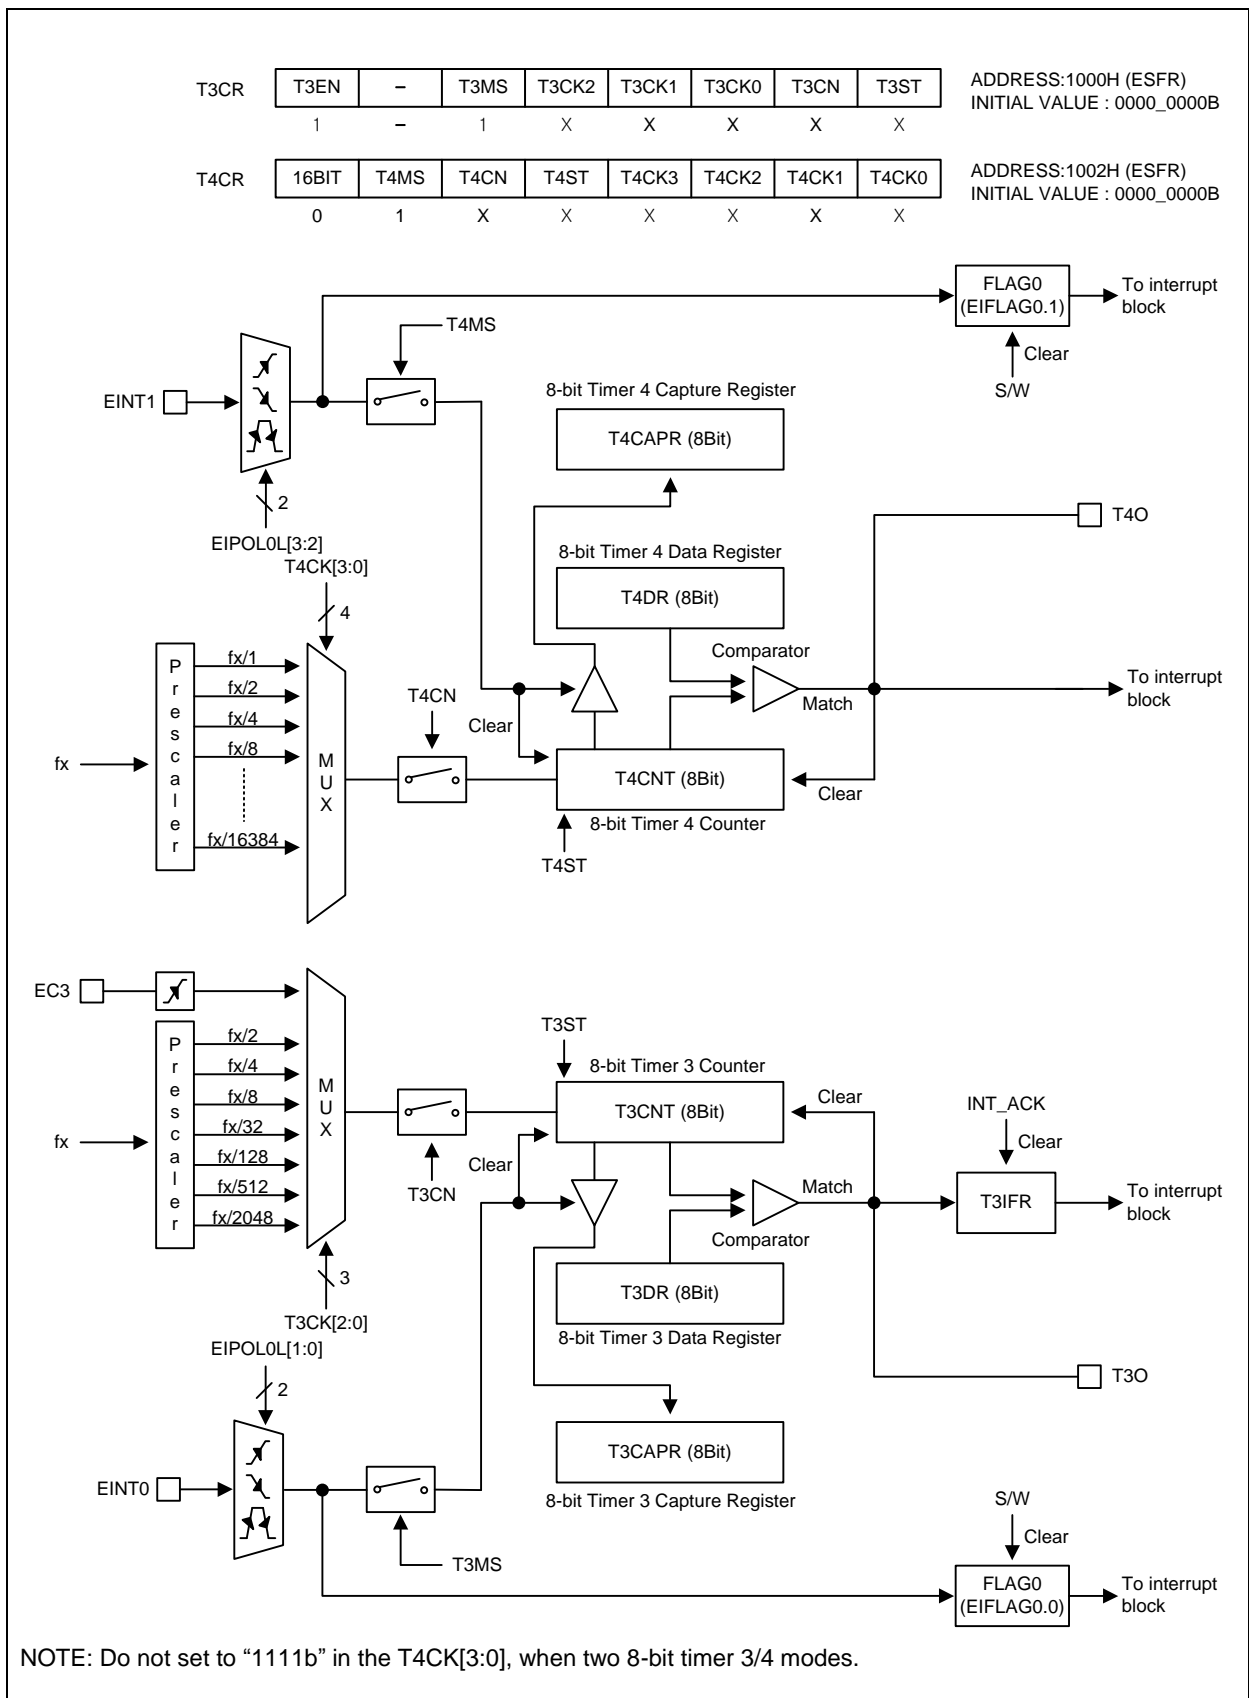 T3CR T3EN – T3MS T3CK2 T3CK1 T3CK0 T3CN T3ST ADDRESS:1000H (ESFR)
INITIAL VALUE : 0000_0000B
1 – 1 X X X X X
T4CR 16BIT T4MS T4CN T4ST T4CK3 T4CK2 T4CK1 T4CK0 ADDRESS:1002H (ESFR)
INITIAL VALUE : 0000_0000B
0 1 X X X X X X
FLAG0
(EIFLAG0.1)
To interrupt
block
Clear
S/W
T4MS
EINT1
2
EIPOL0L[3:2]
8-bit Timer 4 Capture Register
T4CAPR (8Bit)
T4O
T4CK[3:0]
4
8-bit Timer 4 Data Register
T4DR (8Bit)
Comparator
Match
To interrupt
block
fx
Prescaler
fx/1
fx/2
fx/4
fx/8
fx/16384
MUX
T4CN
Clear
T4CNT (8Bit)
Clear
8-bit Timer 4 Counter
T4ST
EC3
fx
Prescaler
fx/2
fx/4
fx/8
fx/32
fx/128
fx/512
fx/2048
MUX
3
T3CK[2:0]
T3CN
T3ST
8-bit Timer 3 Counter
T3CNT (8Bit)
Clear
Clear
Match
Comparator
INT_ACK
Clear
T3IFR
To interrupt
block
T3DR (8Bit)
8-bit Timer 3 Data Register
T3O
EIPOL0L[1:0]
2
EINT0
T3MS
T3CAPR (8Bit)
8-bit Timer 3 Capture Register
S/W
Clear
FLAG0
(EIFLAG0.0)
To interrupt
block
NOTE: Do not set to “1111b” in the T4CK[3:0], when two 8-bit timer 3/4 modes.